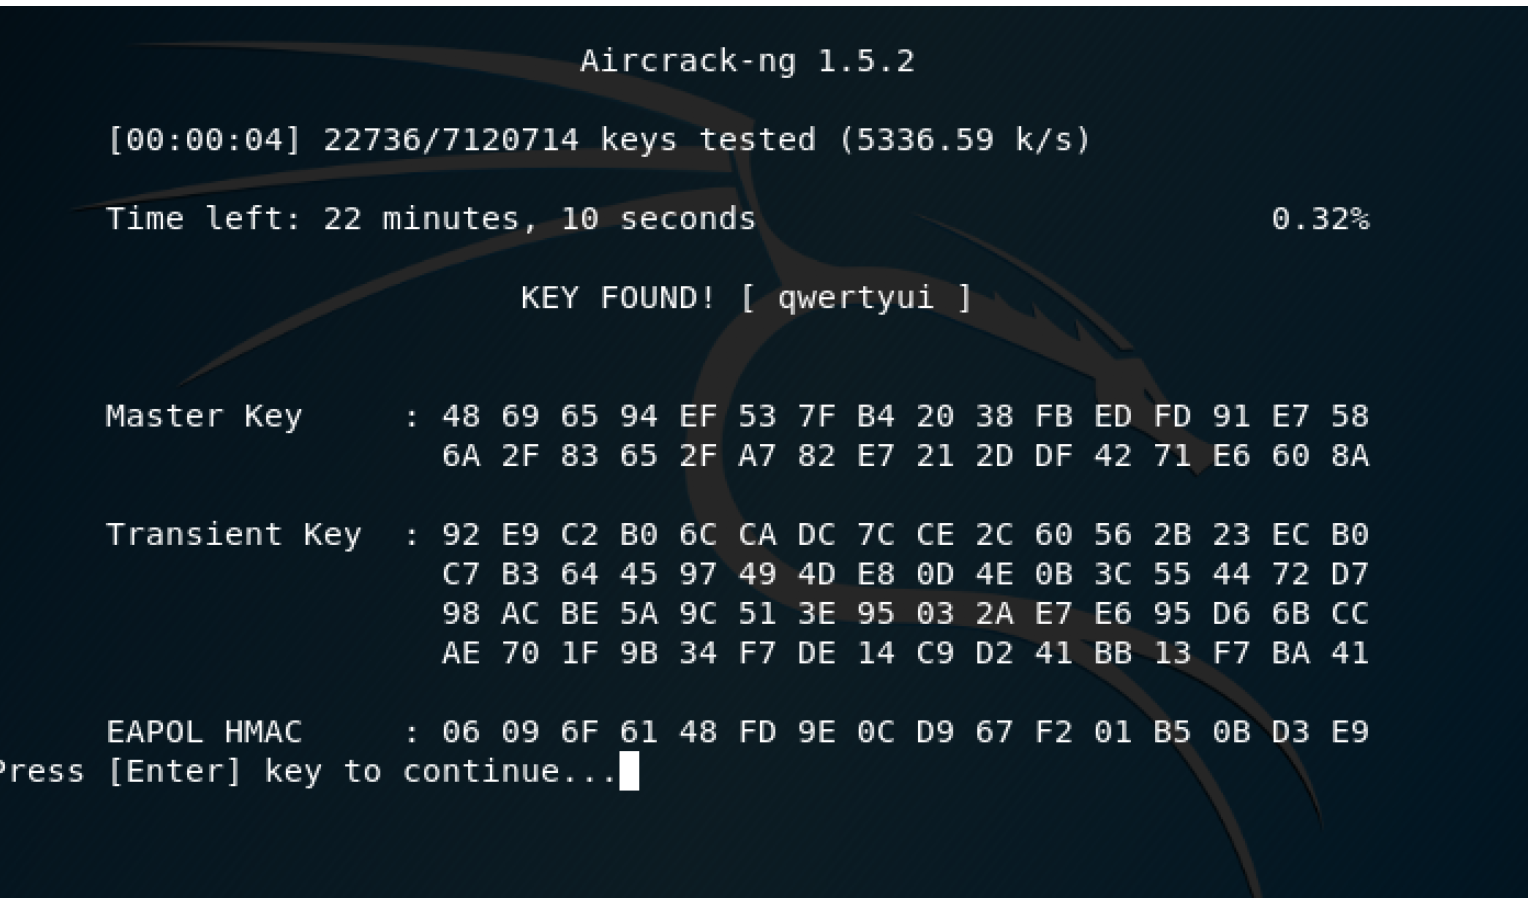 Aircrack-ng 1.5.2
[00:00:04] 22736/7120714 keys tested (5336.59 k/s)
Time left: 22 minutes, 10 seconds 0.32%
KEY FOUND! [ qwertyui ]
Master Key : 48 69 65 94 EF 53 7F B4 20 38 FB ED FD 91 E7 58
6A 2F 83 65 2F A7 82 E7 21 2D DF 42 71 E6 60 8A
Transient Key : 92 E9 C2 B0 6C CA DC 7C CE 2C 60 56 2B 23 EC B0
C7 B3 64 45 97 49 4D E8 0D 4E 0B 3C 55 44 72 D7
98 AC BE 5A 9C 51 3E 95 03 2A E7 E6 95 D6 6B CC
AE 70 1F 9B 34 F7 DE 14 C9 D2 41 BB 13 F7 BA 41
EAPOL HMAC : 06 09 6F 61 48 FD 9E 0C D9 67 F2 01 B5 0B D3 E9
Press [Enter] key to continue...